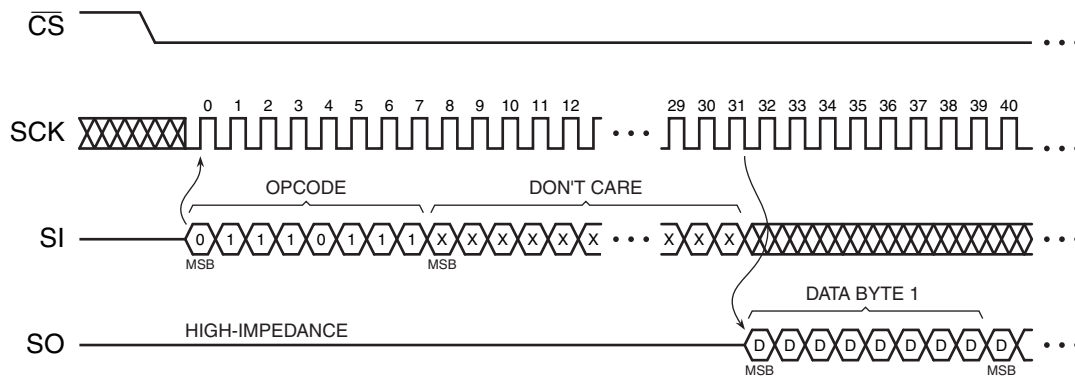 CS
0 1 2 3 4 5 6 7 8 9 10 11 12 29 30 31 32 33 34 35 36 37 38 39 40
SCK
OPCODE DON'T CARE
SI 0 1 1 1 0 1 1 1 X X X X X X X X X
MSB MSB
DATA BYTE 1
HIGH-IMPEDANCE
SO D D D D D D D D D
MSB MSB